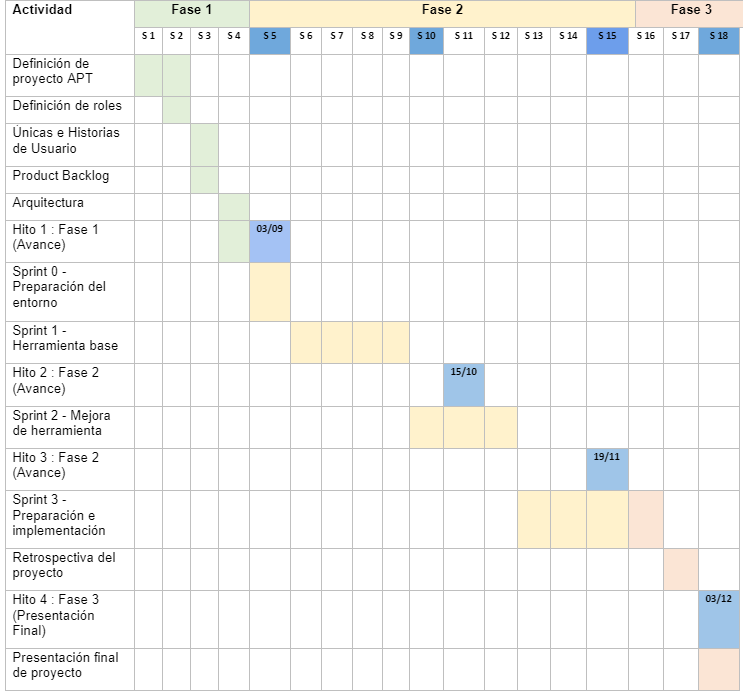 Actividad Fase 1 Fase 2 Fase 3
S 1 S 2 S 3 S 4 S 5 S 6 S 7 S 8 S 9 S 10 S 11 S 12 S 13 S 14 S 15 S 16 S 17 S 18
Definición de
proyecto APT
Definición de roles
Únicas e Historias
de Usuario
Product Backlog
Arquitectura
Hito 1 : Fase 1 03/09
(Avance)
Sprint 0 -
Preparación del
entorno
Sprint 1 -
Herramienta base
Hito 2 : Fase 2 15/10
(Avance)
Sprint 2 - Mejora
de herramienta
Hito 3 : Fase 2 19/11
(Avance)
Sprint 3 -
Preparación e
implementación
Retrospectiva del
proyecto
Hito 4 : Fase 3 03/12
(Presentación
Final)
Presentación final
de proyecto